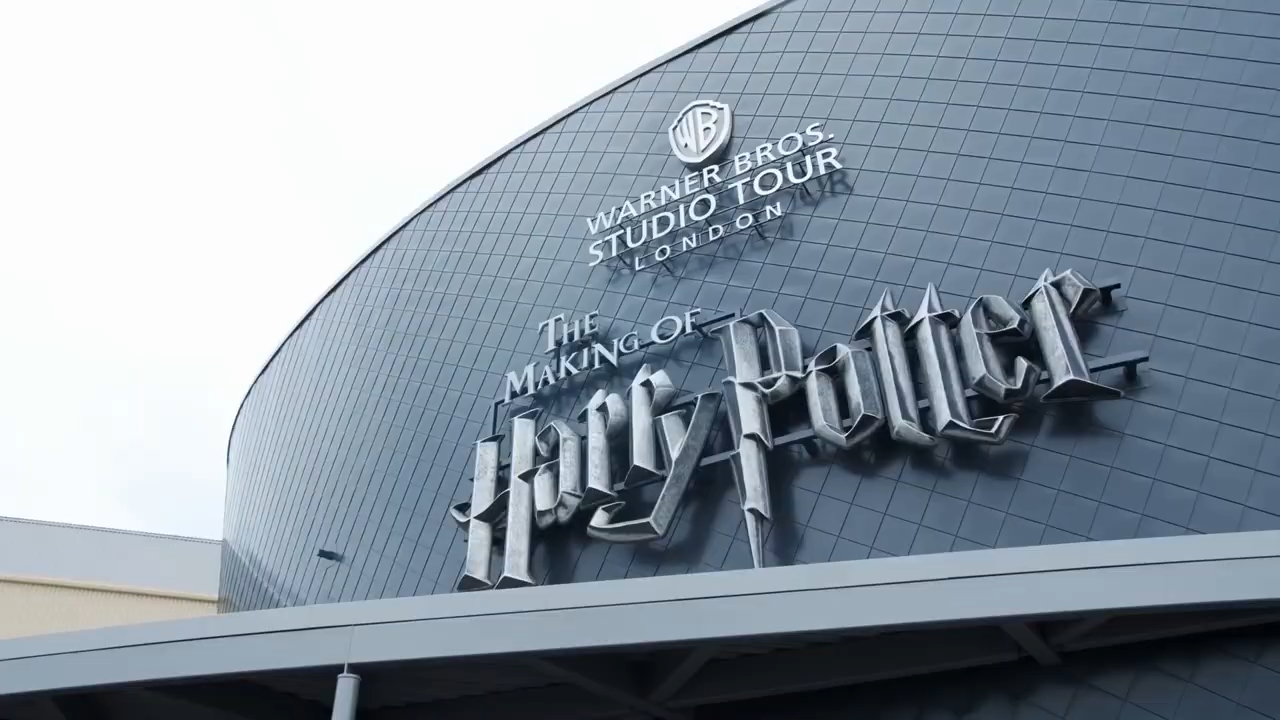 WB
WARNER BROS.
STUDIO TOUR
LONDON
THE
MAKING OF
Harry Potter